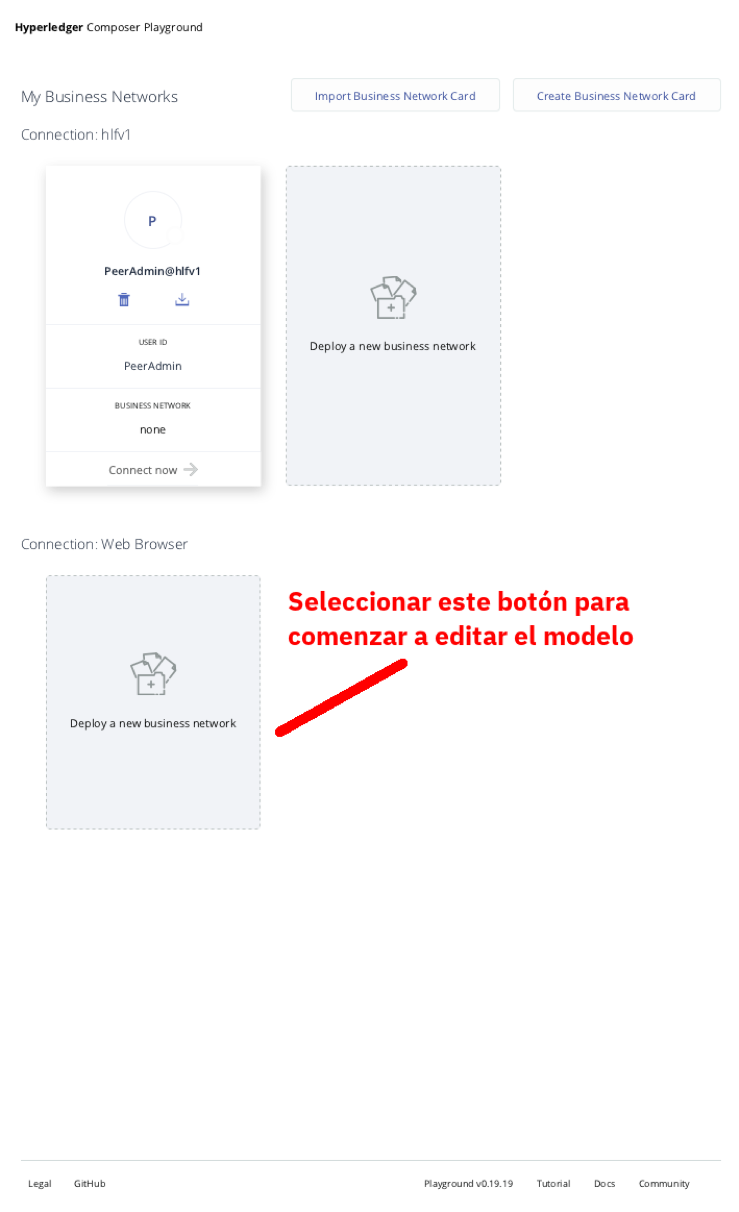 Hyperledger Composer Playground
My Business Networks
Import Business Network Card
Create Business Network Card
Connection: hlfv1
P
PeerAdmin@hlfv1
USER ID
PeerAdmin
BUSINESS NETWORK
none
Connect now
Deploy a new business network
Connection: Web Browser
Deploy a new business network
Seleccionar este botón para
comenzar a editar el modelo
Legal GitHub Playground v0.19.19 Tutorial Docs Community